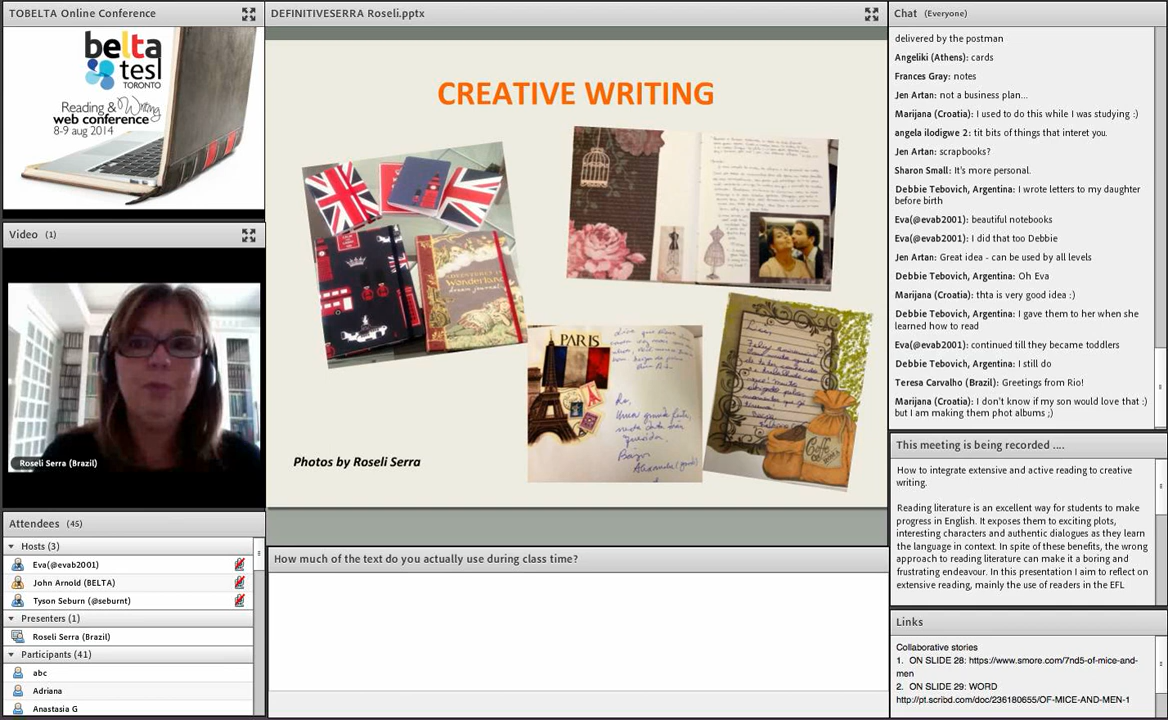 TOBELTA Online Conference
belta
tesl
TORONTO
Reading & Writing
web conference
8-9 aug 2014
Video (1)
Roseli Serra (Brazil)
Attendees (45)
Hosts (3)
Eva(@evab2001)
John Arnold (BELTA)
Tyson Seburn (@seburnt)
Presenters (1)
Roseli Serra (Brazil)
Participants (41)
abc
Adriana
Anastasia G
DEFINITIVESERRA Roseli.pptx
CREATIVE WRITING
Wonderland
PARIS
Photos by Roseli Serra
How much of the text do you actually use during class time?
Chat (Everyone)
delivered by the postman
Angeliki (Athens): cards
Frances Gray: notes
Jen Artan: not a business plan...
Marijana (Croatia): I used to do this while I was studying :)
angela ilodigwe 2: tit bits of things that interet you.
Jen Artan: scrapbooks?
Sharon Small: It's more personal.
Debbie Tebovich, Argentina: I wrote letters to my daughter
before birth
Eva(@evab2001): beautiful notebooks
Eva(@evab2001): I did that too Debbie
Jen Artan: Great idea - can be used by all levels
Debbie Tebovich, Argentina: Oh Eva
Marijana (Croatia): thta is very good idea :)
Debbie Tebovich, Argentina: I gave them to her when she
learned how to read
Eva(@evab2001): continued till they became toddlers
Debbie Tebovich, Argentina: I still do
Teresa Carvalho (Brazil): Greetings from Rio!
Marijana (Croatia): I don't know if my son would love that :)
but I am making them phot albums ;)
This meeting is being recorded ....
How to integrate extensive and active reading to creative
writing.
Reading literature is an excellent way for students to make
progress in English. It exposes them to exciting plots,
interesting characters and authentic dialogues as they learn
the language in context. In spite of these benefits, the wrong
approach to reading literature can make it a boring and
frustrating endeavour. In this presentation I aim to reflect on
extensive reading, mainly the use of readers in the EFL
Links
Collaborative stories
1. ON SLIDE 28: https://www.smore.com/7nd5-of-mice-and-
men
2. ON SLIDE 29: WORD
http://pt.scribd.com/doc/236180655/OF-MICE-AND-MEN-1